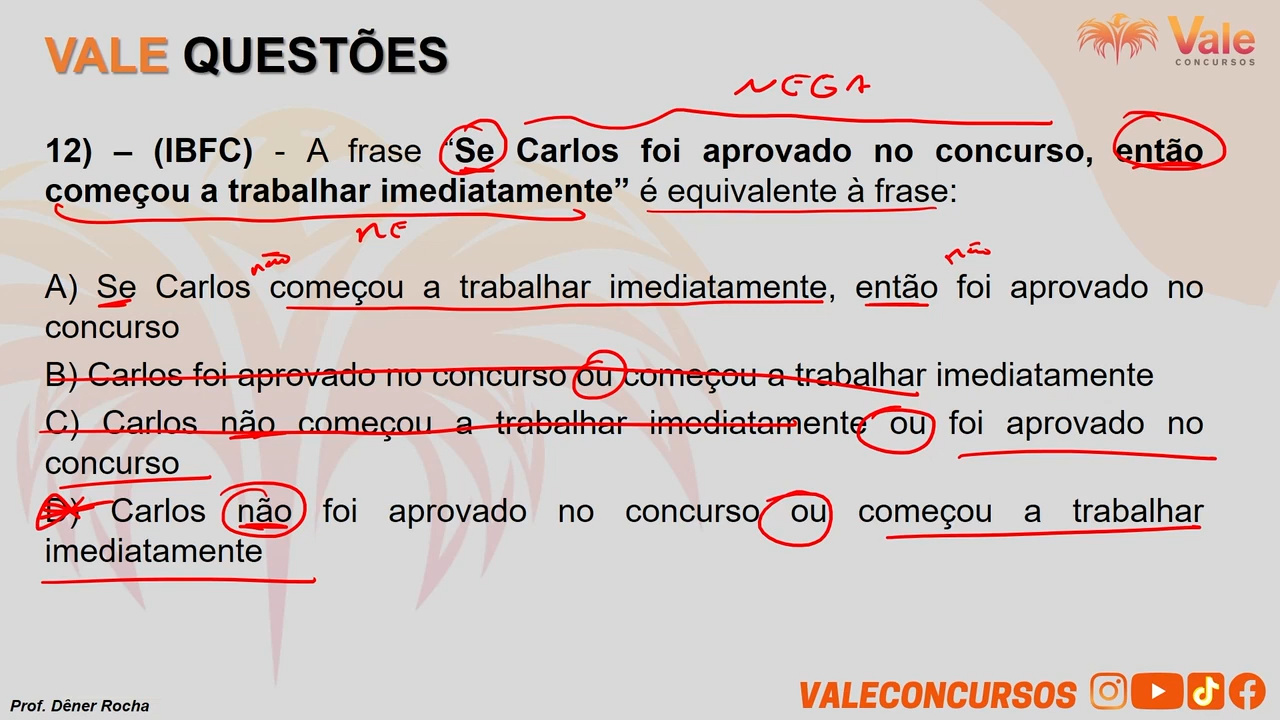 VALE QUESTÕES
Vale
CONCURSOS
NEGA
12) – (IBFC) - A frase “Se Carlos foi aprovado no concurso, então
começou a trabalhar imediatamente” é equivalente à frase:
NE
não não
A) Se Carlos começou a trabalhar imediatamente, então foi aprovado no
concurso
B) Carlos foi aprovado no concurso ou começou a trabalhar imediatamente
C) Carlos não começou a trabalhar imediatamente ou foi aprovado no
concurso
D) Carlos não foi aprovado no concurso ou começou a trabalhar
imediatamente
Prof. Dêner Rocha
VALECONCURSOS